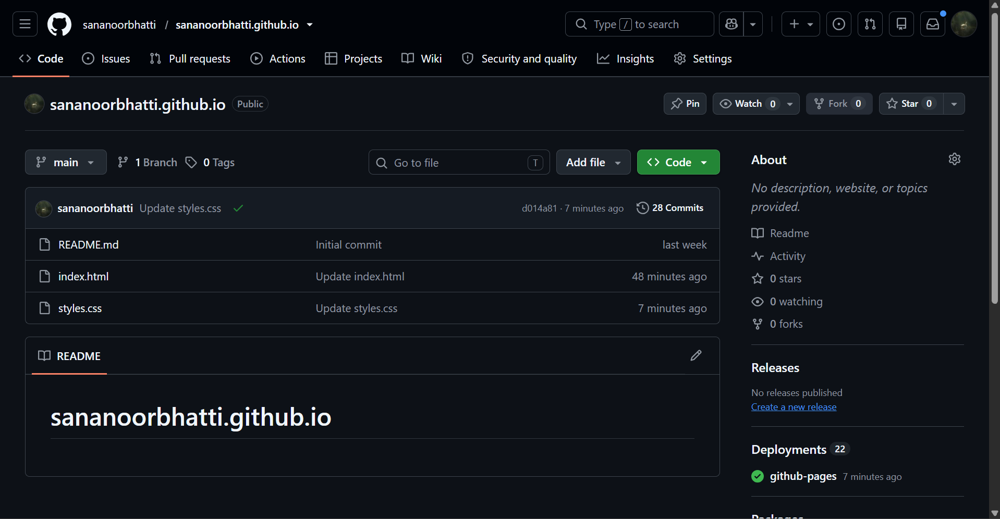 sananoorbhatti / sananoorbhatti.github.io
Type / to search
Code
Issues
Pull requests
Actions
Projects
Wiki
Security and quality
Insights
Settings
sananoorbhatti.github.io Public
Pin
Watch 0
Fork 0
Star 0
main
1 Branch
0 Tags
Go to file T
Add file
Code
sananoorbhatti Update styles.css d014a81 · 7 minutes ago 28 Commits
README.md Initial commit last week
index.html Update index.html 48 minutes ago
styles.css Update styles.css 7 minutes ago
README
sananoorbhatti.github.io
About
No description, website, or topics
provided.
Readme
Activity
0 stars
0 watching
0 forks
Releases
No releases published
Create a new release
Deployments 22
github-pages 7 minutes ago
Packages